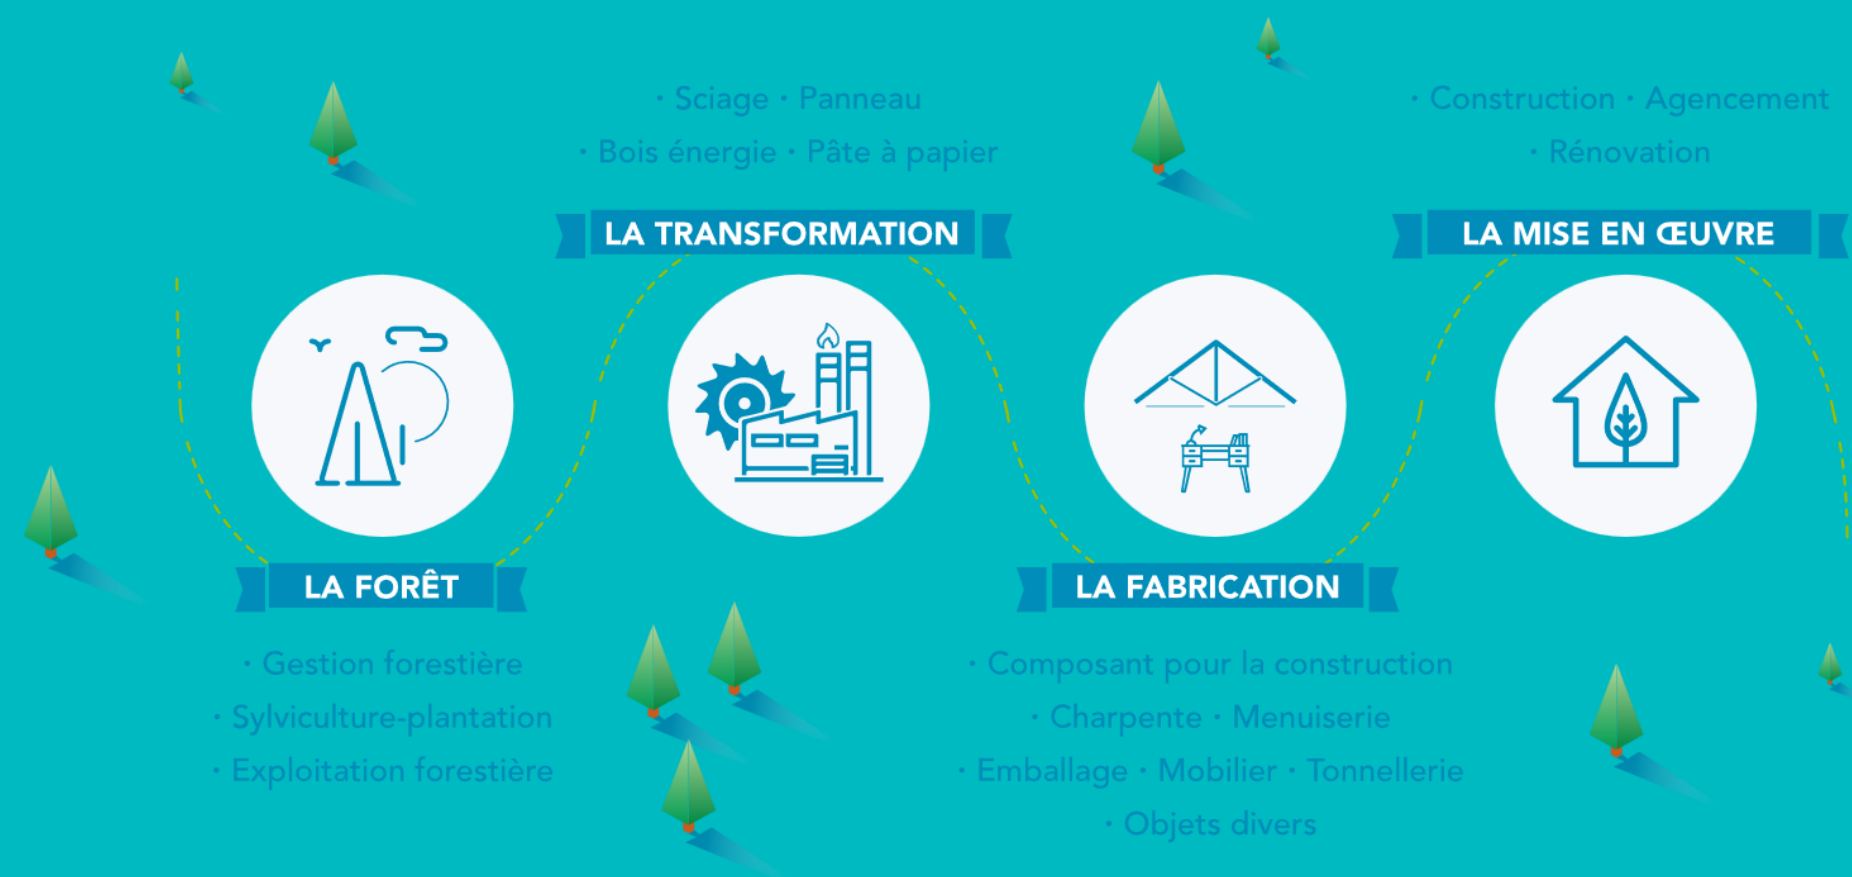 LA FORÊT
· Gestion forestière
· Sylviculture-plantation
· Exploitation forestière
· Sciage · Panneau
· Bois énergie · Pâte à papier
LA TRANSFORMATION
LA FABRICATION
· Composant pour la construction
· Charpente · Menuiserie
· Emballage · Mobilier · Tonnellerie
· Objets divers
· Construction · Agencement
· Rénovation
LA MISE EN ŒUVRE